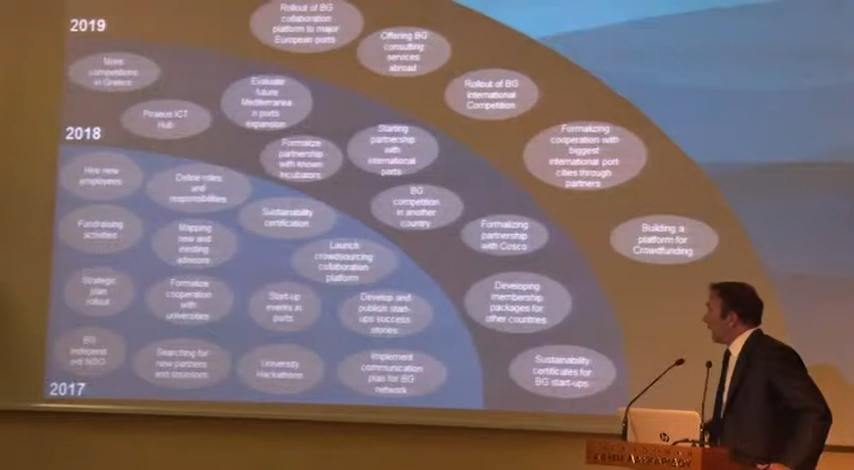 2019
Rollout of BG
collaboration
platform to major
European ports
Offering BG
consulting
services
abroad
Rollout of BG
International
Competition
Formalizing
cooperation with
biggest
international port
cities through
partners
Building a
platform for
Crowdfunding
More
competitions
in Greece
Piraeus ICT
Hub
Evaluate
future
Mediterranea
n ports
expansion
Formalize
partnership
with known
Incubators
Starting
partnership
with
international
ports
BG
competition
in another
country
Formalizing
partnership
with Cosco
Developing
membership
packages for
other countries
Sustainability
certificates for
BG start-ups
2018
Hire new
employees
Define roles
and
responsibilities
Sustainability
certification
Fundraising
activities
Mapping
new and
existing
advisors
Launch
crowdsourcing
collaboration
platform
Strategic
plan
rollout
Formalize
cooperation
with
universities
Start-up
events in
ports
Develop and
publish start-
ups success
stories
BG
Searching for
new partners
and
University
Hackathons
Implement
communication
plan for BG
network
2017
hp